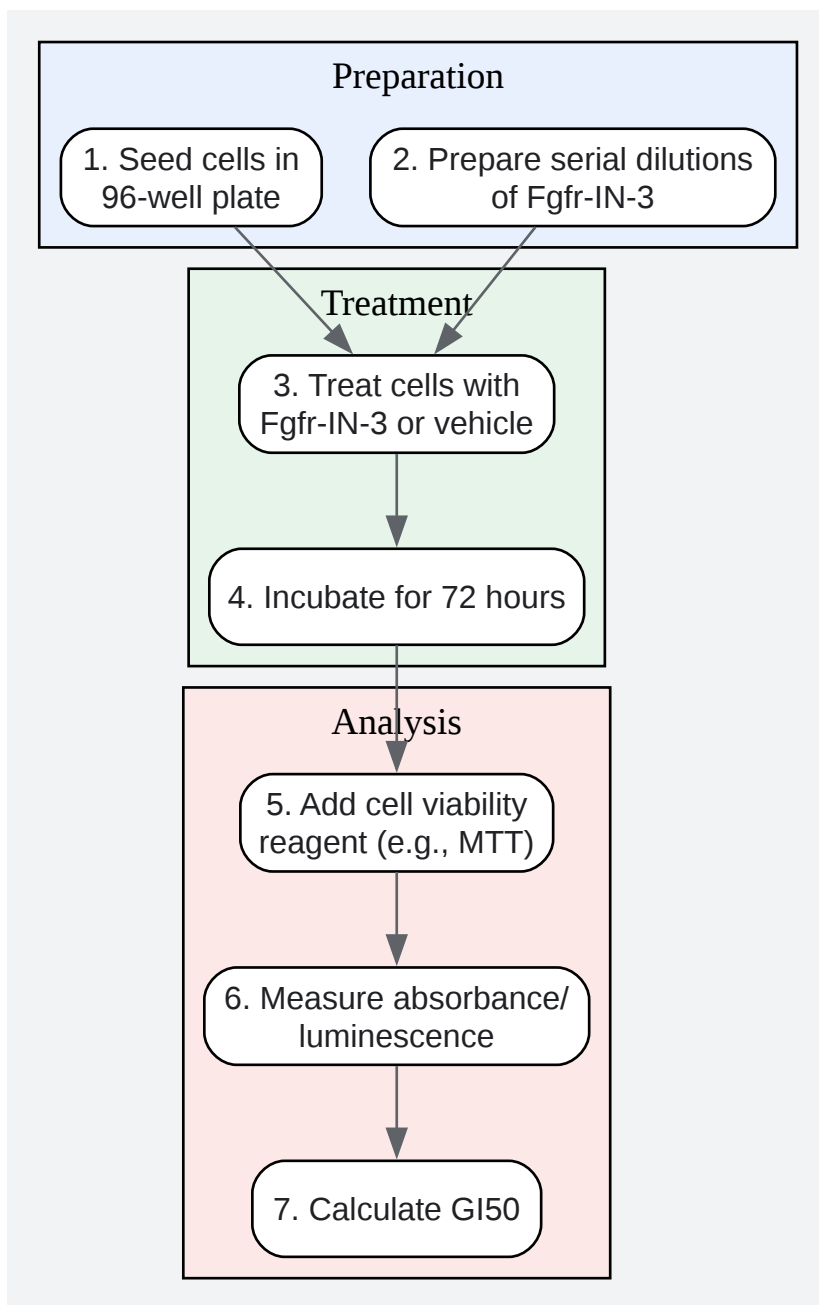 Preparation
1. Seed cells in
96-well plate
2. Prepare serial dilutions
of Fgfr-IN-3
Treatment
3. Treat cells with
Fgfr-IN-3 or vehicle
4. Incubate for 72 hours
Analysis
5. Add cell viability
reagent (e.g., MTT)
6. Measure absorbance/
luminescence
7. Calculate GI50